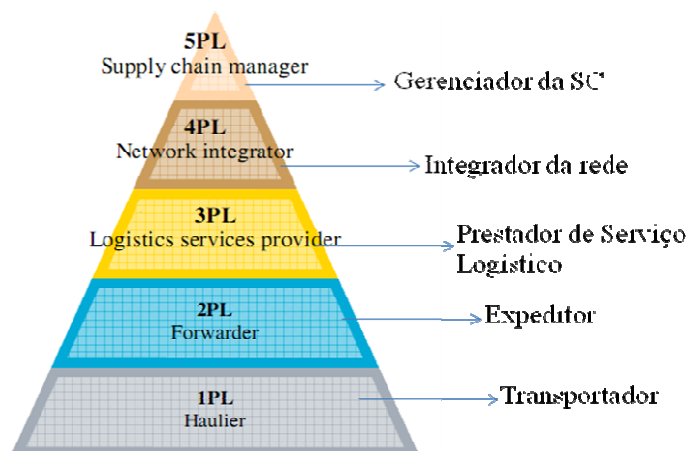 5PL
Supply chain manager
Gerenciador da SC
4PL
Network integrator
Integrador da rede
3PL
Logistics services provider
Prestador de Serviço
Logístico
2PL
Forwarder
Expeditor
1PL
Haulier
Transportador